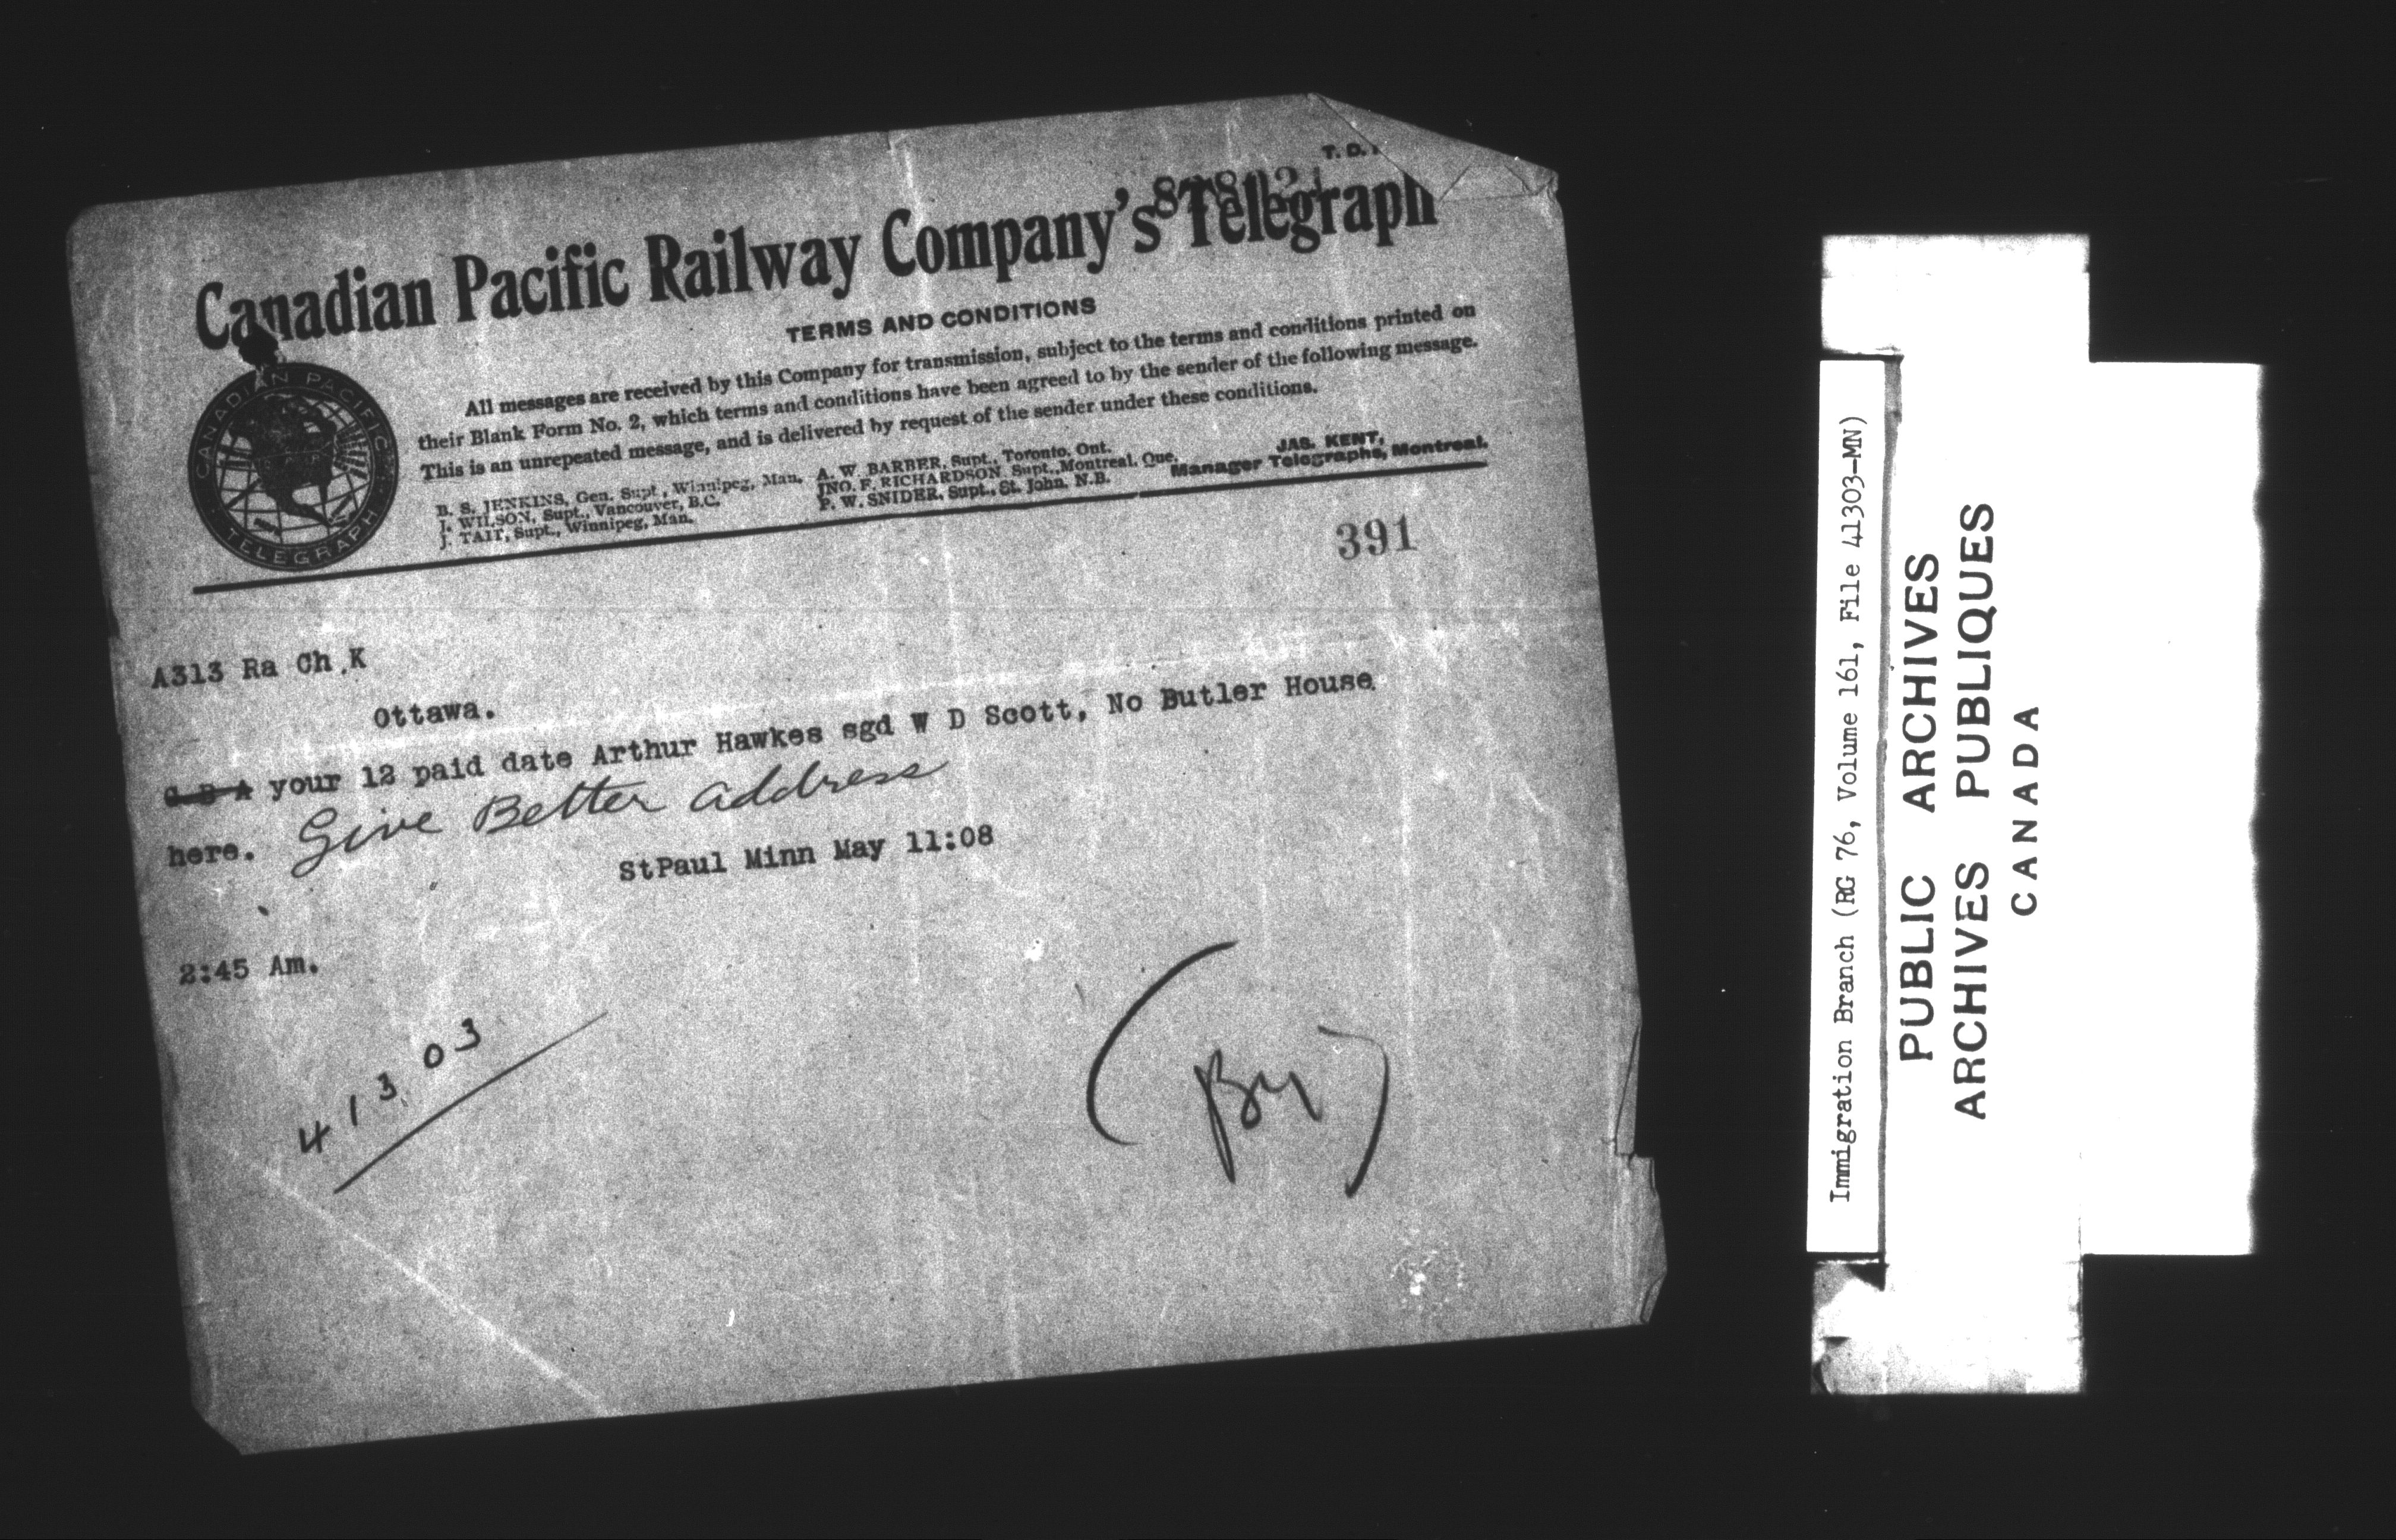 T. D.
Canadian Pacific Railway Company's Telegraph
TERMS AND CONDITIONS
All messages are received by this Company for transmission, subject to the terms and conditions printed on
their Blank Form No. 2, which terms and conditions have been agreed to by the sender of the following message.
This is an unrepeated message, and is delivered by request of the sender under these conditions.
CANADIAN PACIFIC
TELEGRAPH
B. S. JENKINS, Gen. Supt., Winnipeg, Man.
J. WILSON, Supt., Vancouver, B.C.
J. TAIT, Supt., Winnipeg, Man.
A. W. BARBER, Supt., Toronto, Ont.
JNO. F. RICHARDSON, Supt., Montreal, Que.
P. W. SNIDER, Supt., St. John, N.B.
JAS. KENT,
Manager Telegraphs, Montreal.
391
A313 Ra Ch K
Ottawa.
your 12 paid date Arthur Hawkes sgd W D Scott, No Butler House
here. Give Better address
StPaul Minn May 11:08
2:45 Am.
41303
Immigration Branch (RG 76, Volume 161, File 41303-MN)
PUBLIC ARCHIVES
ARCHIVES PUBLIQUES
CANADA